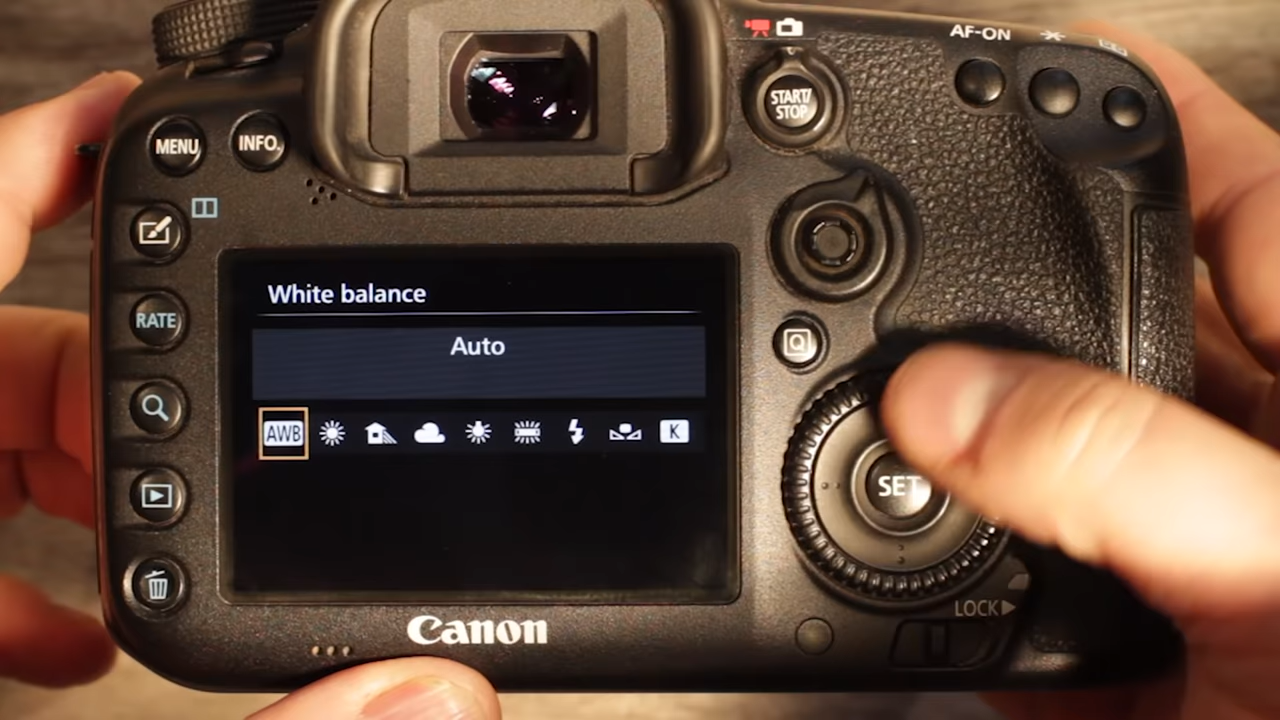 AF-ON
START/
STOP
MENU
INFO.
RATE
White balance
Auto
AWB
K
Q
SET
LOCK
Canon